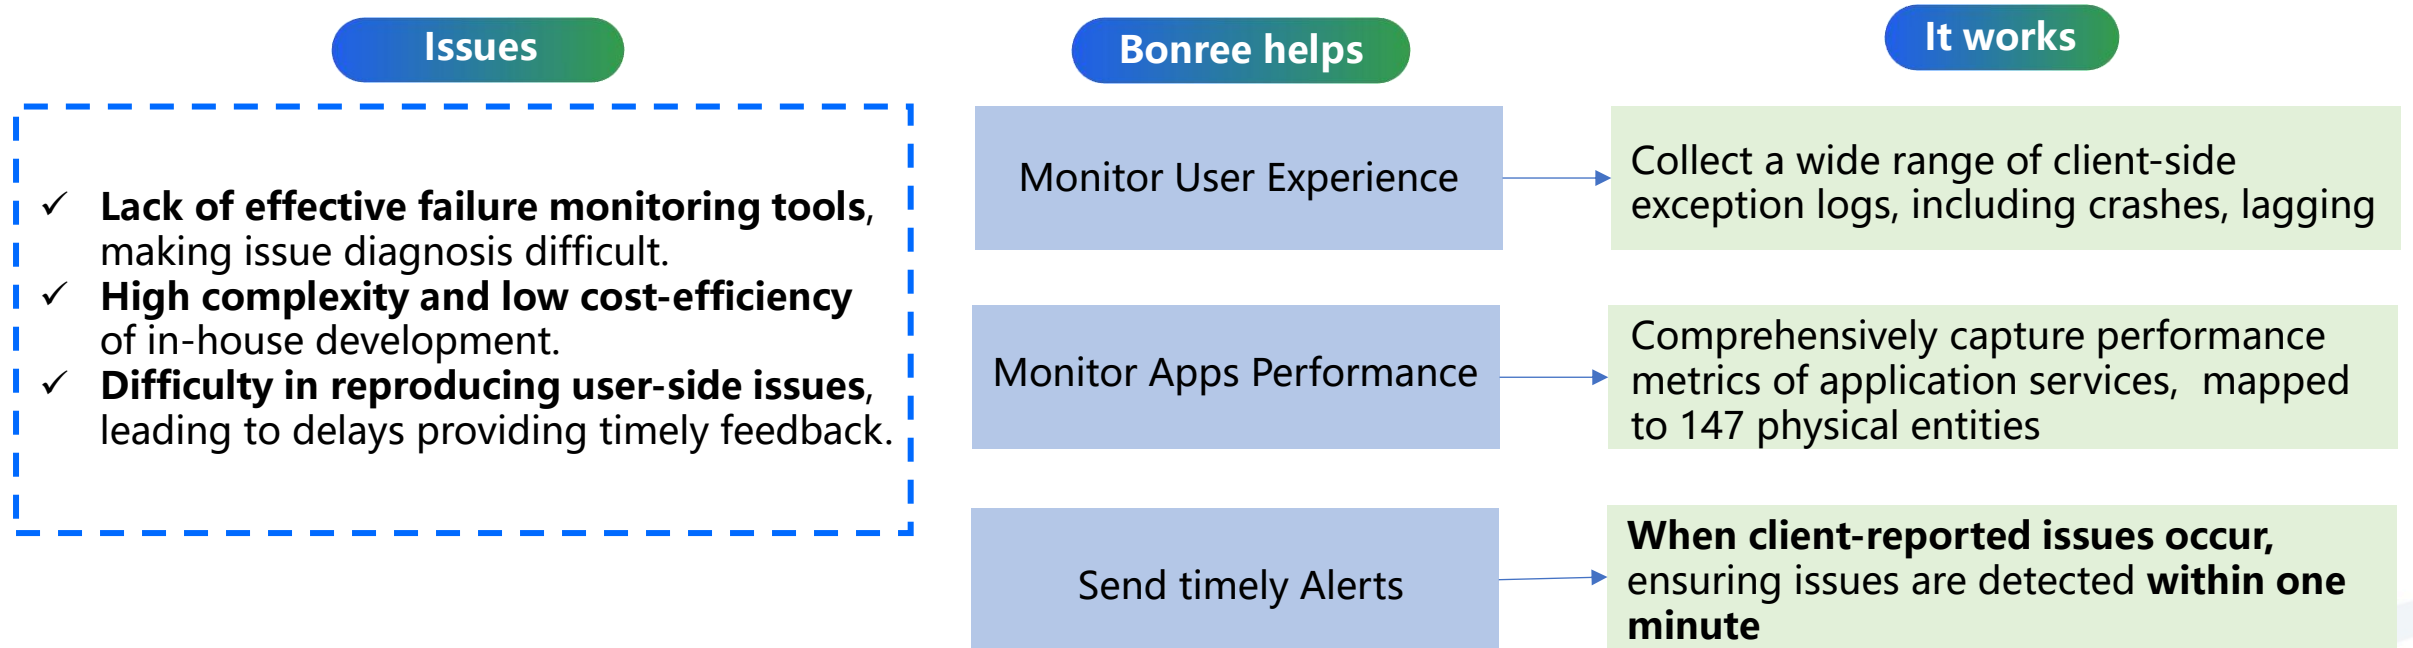 Issues
Lack of effective failure monitoring tools,
making issue diagnosis difficult.
High complexity and low cost-efficiency
of in-house development.
Difficulty in reproducing user-side issues,
leading to delays providing timely feedback.
Bonree helps
Monitor User Experience
Monitor Apps Performance
Send timely Alerts
It works
Collect a wide range of client-side
exception logs, including crashes, lagging
Comprehensively capture performance
metrics of application services,  mapped
to 147 physical entities
When client-reported issues occur,
ensuring issues are detected within one
minute